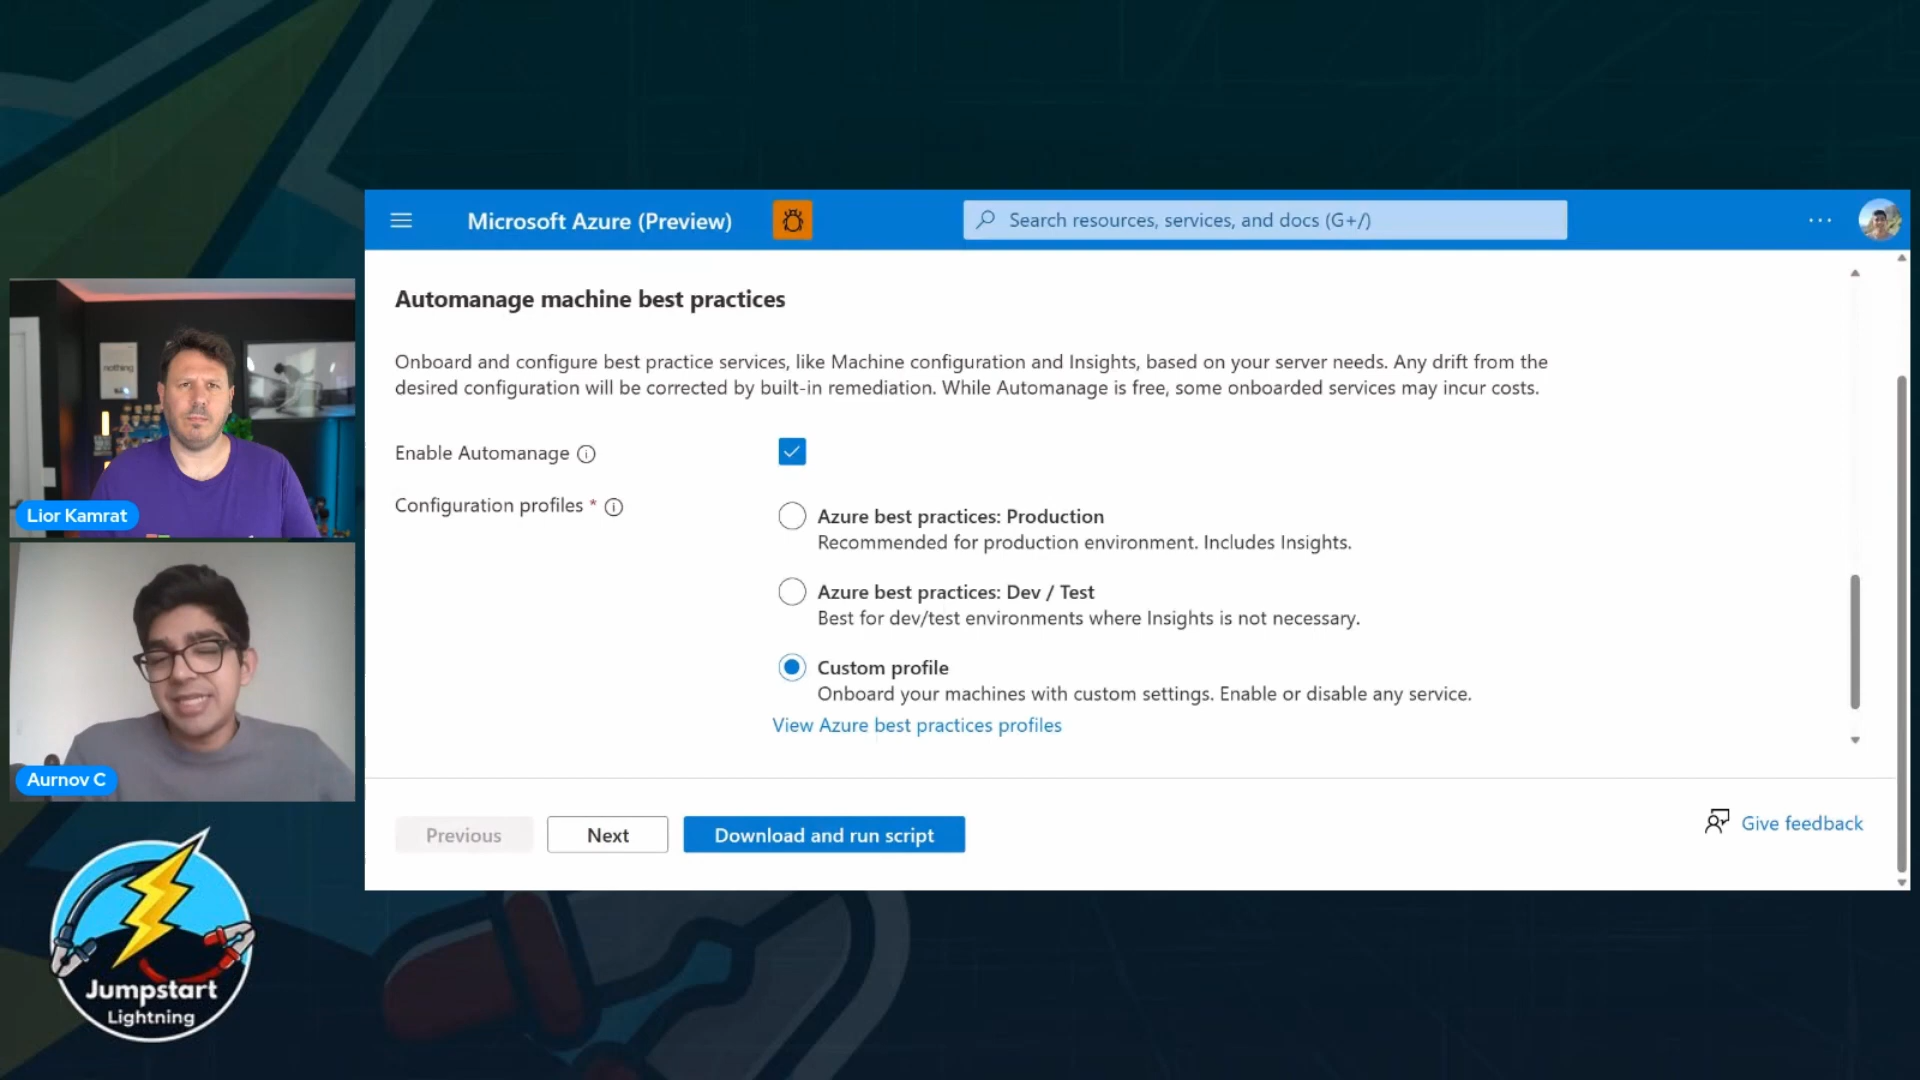 Microsoft Azure (Preview)
Search resources, services, and docs (G+/)
Automanage machine best practices
Onboard and configure best practice services, like Machine configuration and Insights, based on your server needs. Any drift from the
desired configuration will be corrected by built-in remediation. While Automanage is free, some onboarded services may incur costs.
Enable Automanage
Configuration profiles *
Azure best practices: Production
Recommended for production environment. Includes Insights.
Azure best practices: Dev / Test
Best for dev/test environments where Insights is not necessary.
Custom profile
Onboard your machines with custom settings. Enable or disable any service.
View Azure best practices profiles
Previous
Next
Download and run script
Give feedback
nothing
Lior Kamrat
Aurnov C
Jumpstart
Lightning